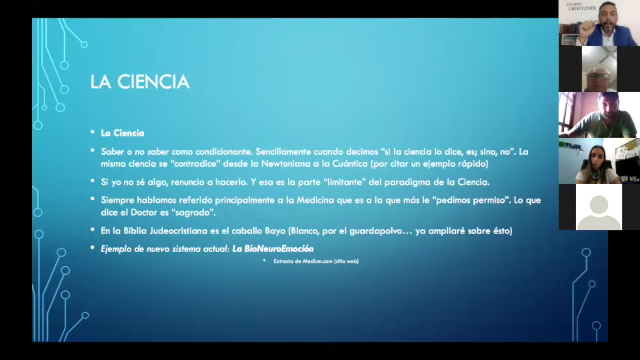 LA CIENCIA
• La Ciencia
• Saber o no saber como condicionante. Sencillamente cuando decimos "si la ciencia lo dice, es; sino, no". La
misma ciencia se "contradice" desde la Newtoniana a la Cuántica (por citar un ejemplo rápido)
• Si yo no sé algo, renuncio a hacerlo. Y esa es la parte "limitante" del paradigma de la Ciencia.
• Siempre hablamos referido principalmente a la Medicina que es a la que más le "pedimos permiso". Lo que
dice el Doctor es "sagrado".
• En la Biblia Judeocristiana es el caballo Bayo (Blanco, por el guardapolvo... ya ampliaré sobre ésto)
• Ejemplo de nuevo sistema actual: La BioNeuroEmoción
• Extracto de Medium.com (sitio web)